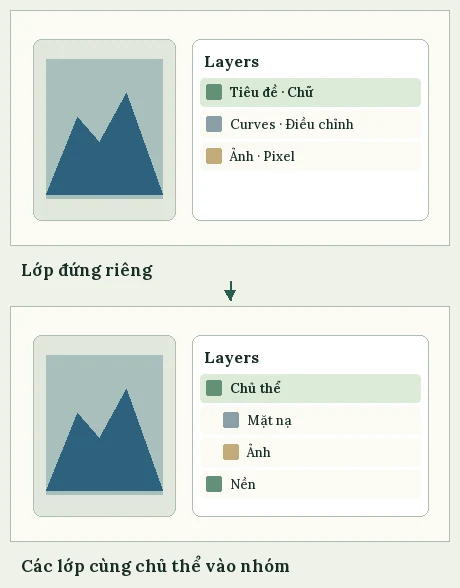 Layers
Tiêu đề · Chữ
Curves · Điều chỉnh
Ảnh · Pixel
Lớp đứng riêng
Layers
Chủ thể
Mặt nạ
Ảnh
Nền
Các lớp cùng chủ thể vào nhóm